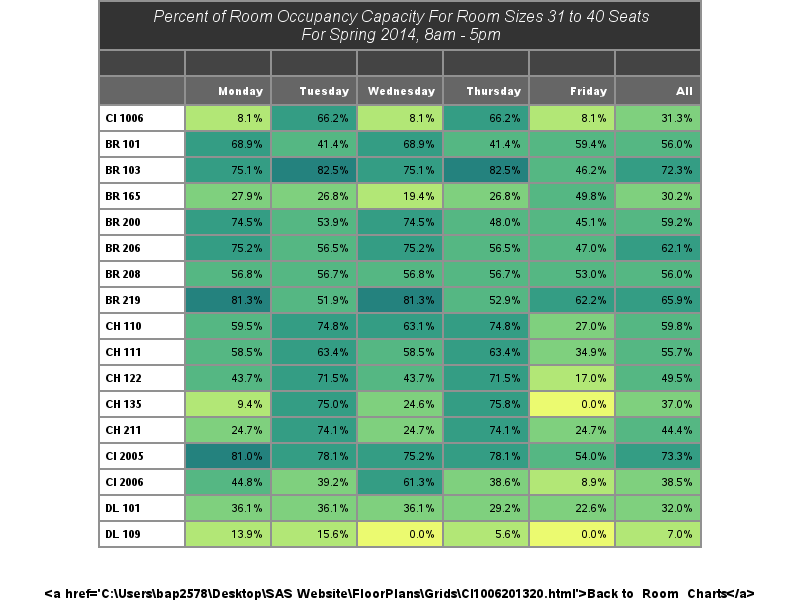 Percent of Room Occupancy Capacity For Room Sizes 31 to 40 Seats
For Spring 2014, 8am - 5pm
Monday Tuesday Wednesday Thursday Friday All
CI 1006 8.1% 66.2% 8.1% 66.2% 8.1% 31.3%
BR 101 68.9% 41.4% 68.9% 41.4% 59.4% 56.0%
BR 103 75.1% 82.5% 75.1% 82.5% 46.2% 72.3%
BR 165 27.9% 26.8% 19.4% 26.8% 49.8% 30.2%
BR 200 74.5% 53.9% 74.5% 48.0% 45.1% 59.2%
BR 206 75.2% 56.5% 75.2% 56.5% 47.0% 62.1%
BR 208 56.8% 56.7% 56.8% 56.7% 53.0% 56.0%
BR 219 81.3% 51.9% 81.3% 52.9% 62.2% 65.9%
CH 110 59.5% 74.8% 63.1% 74.8% 27.0% 59.8%
CH 111 58.5% 63.4% 58.5% 63.4% 34.9% 55.7%
CH 122 43.7% 71.5% 43.7% 71.5% 17.0% 49.5%
CH 135 9.4% 75.0% 24.6% 75.8% 0.0% 37.0%
CH 211 24.7% 74.1% 24.7% 74.1% 24.7% 44.4%
CI 2005 81.0% 78.1% 75.2% 78.1% 54.0% 73.3%
CI 2006 44.8% 39.2% 61.3% 38.6% 8.9% 38.5%
DL 101 36.1% 36.1% 36.1% 29.2% 22.6% 32.0%
DL 109 13.9% 15.6% 0.0% 5.6% 0.0% 7.0%
<a href='C:\Users\bap2578\Desktop\SAS Website\FloorPlans\Grids\CI1006201320.html'>Back to Room Charts</a>